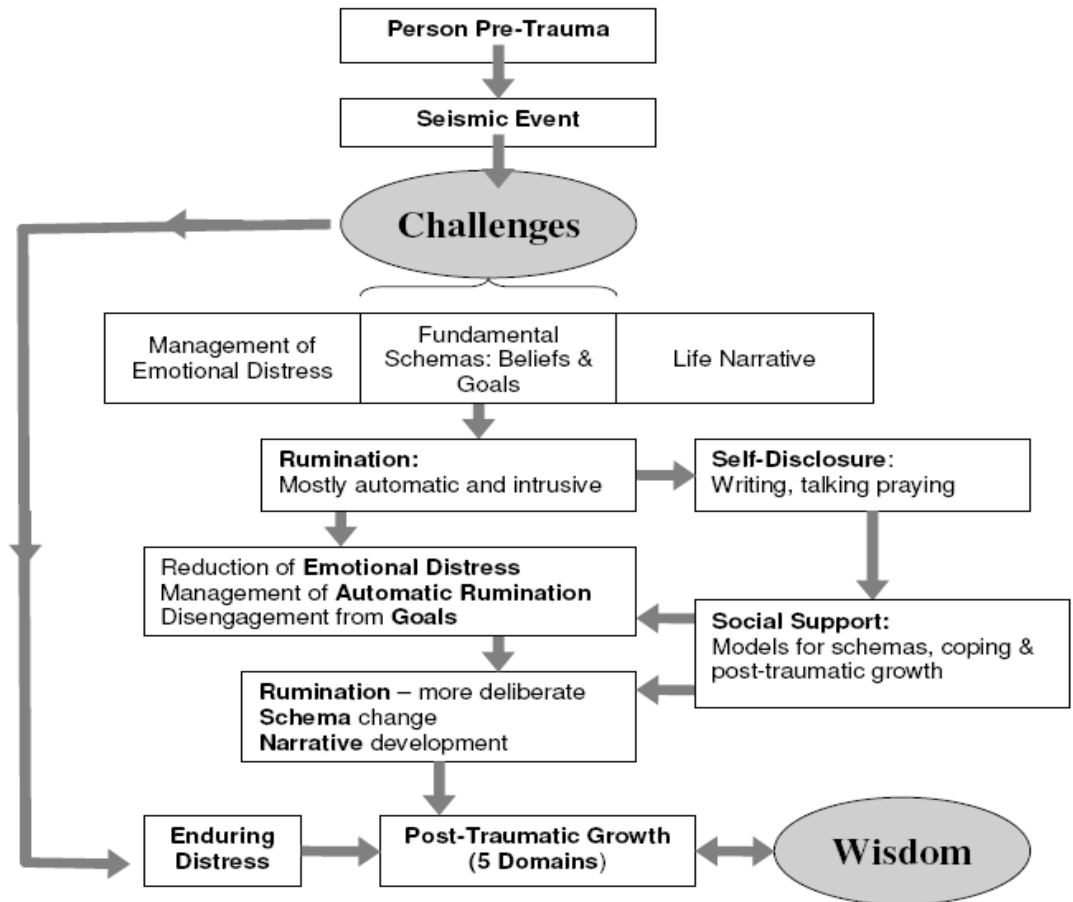 Person Pre-Trauma
Seismic Event
Challenges
Management of
Emotional Distress
Fundamental
Schemas: Beliefs &
Goals
Life Narrative
Rumination:
Mostly automatic and intrusive
Self-Disclosure:
Writing, talking praying
Reduction of Emotional Distress
Management of Automatic Rumination
Disengagement from Goals
Social Support:
Models for schemas, coping &
post-traumatic growth
Rumination – more deliberate
Schema change
Narrative development
Enduring
Distress
Post-Traumatic Growth
(5 Domains)
Wisdom